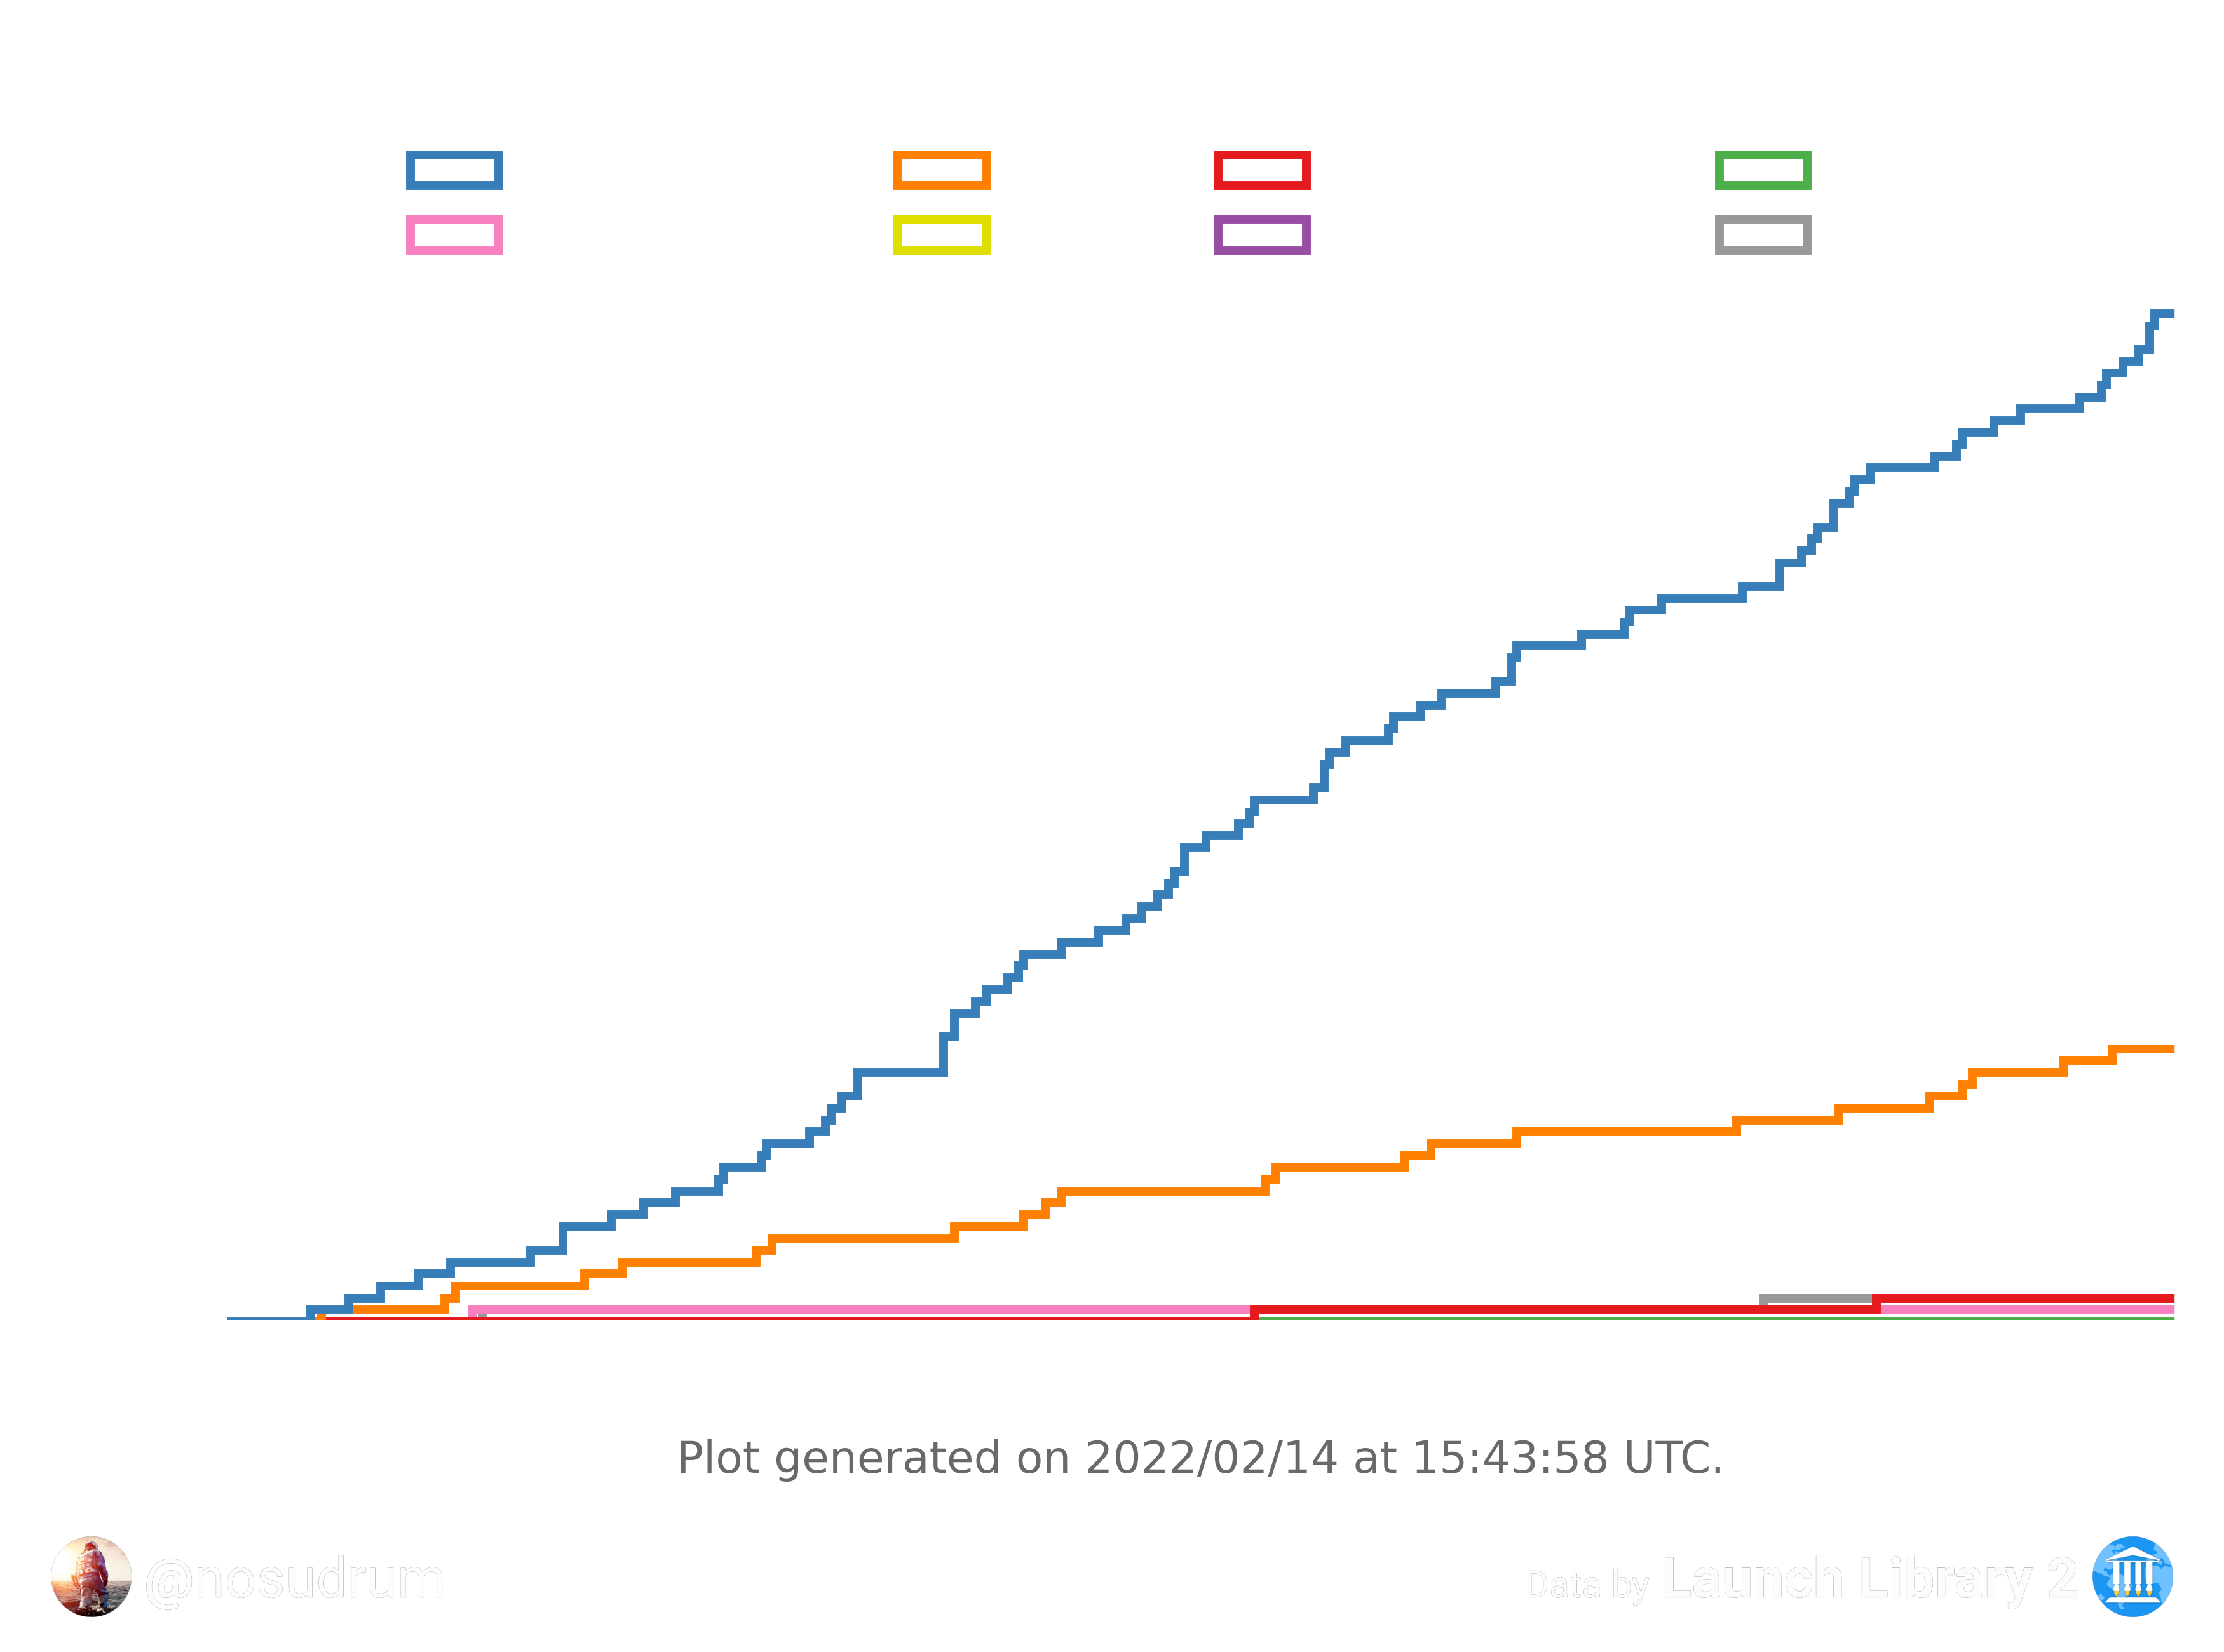 Plot generated on 2022/02/14 at 15:43:58 UTC.
@nosudrum
Data by Launch Library 2